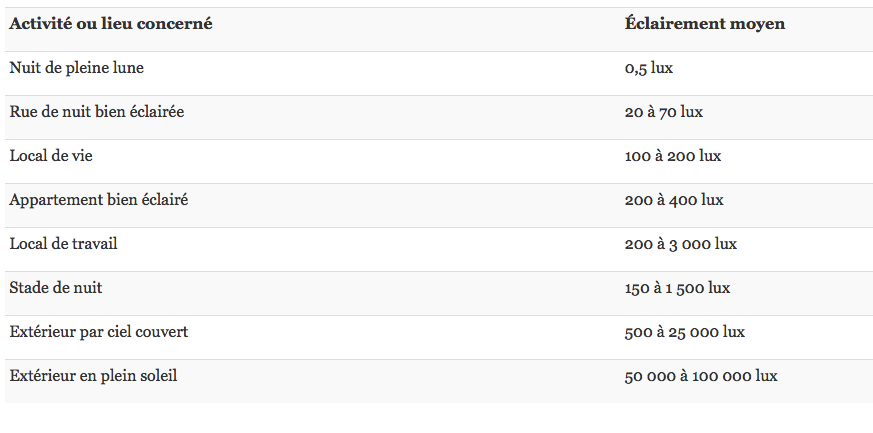 Activité ou lieu concerné Éclairement moyen
Nuit de pleine lune 0,5 lux
Rue de nuit bien éclairée 20 à 70 lux
Local de vie 100 à 200 lux
Appartement bien éclairé 200 à 400 lux
Local de travail 200 à 3 000 lux
Stade de nuit 150 à 1 500 lux
Extérieur par ciel couvert 500 à 25 000 lux
Extérieur en plein soleil 50 000 à 100 000 lux